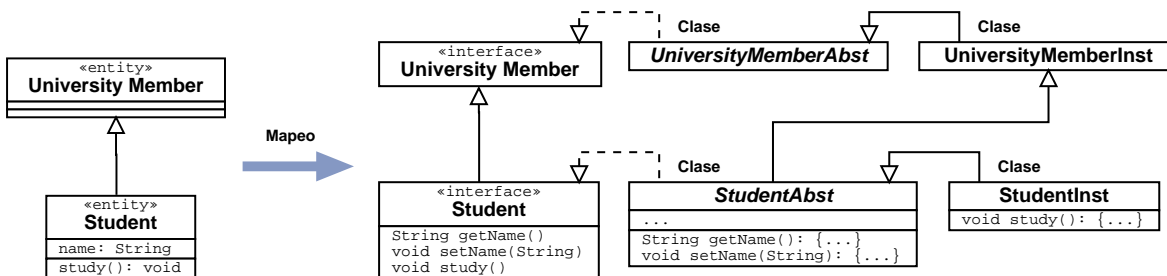 «entity»
University Member
«entity»
Student
name: String
study(): void
Mapeo
«interface»
University Member
Clase
UniversityMemberAbst
Clase
UniversityMemberInst
«interface»
Student
String getName()
void setName(String)
void study()
Clase
StudentAbst
...
String getName(): {...}
void setName(String): {...}
Clase
StudentInst
void study(): {...}